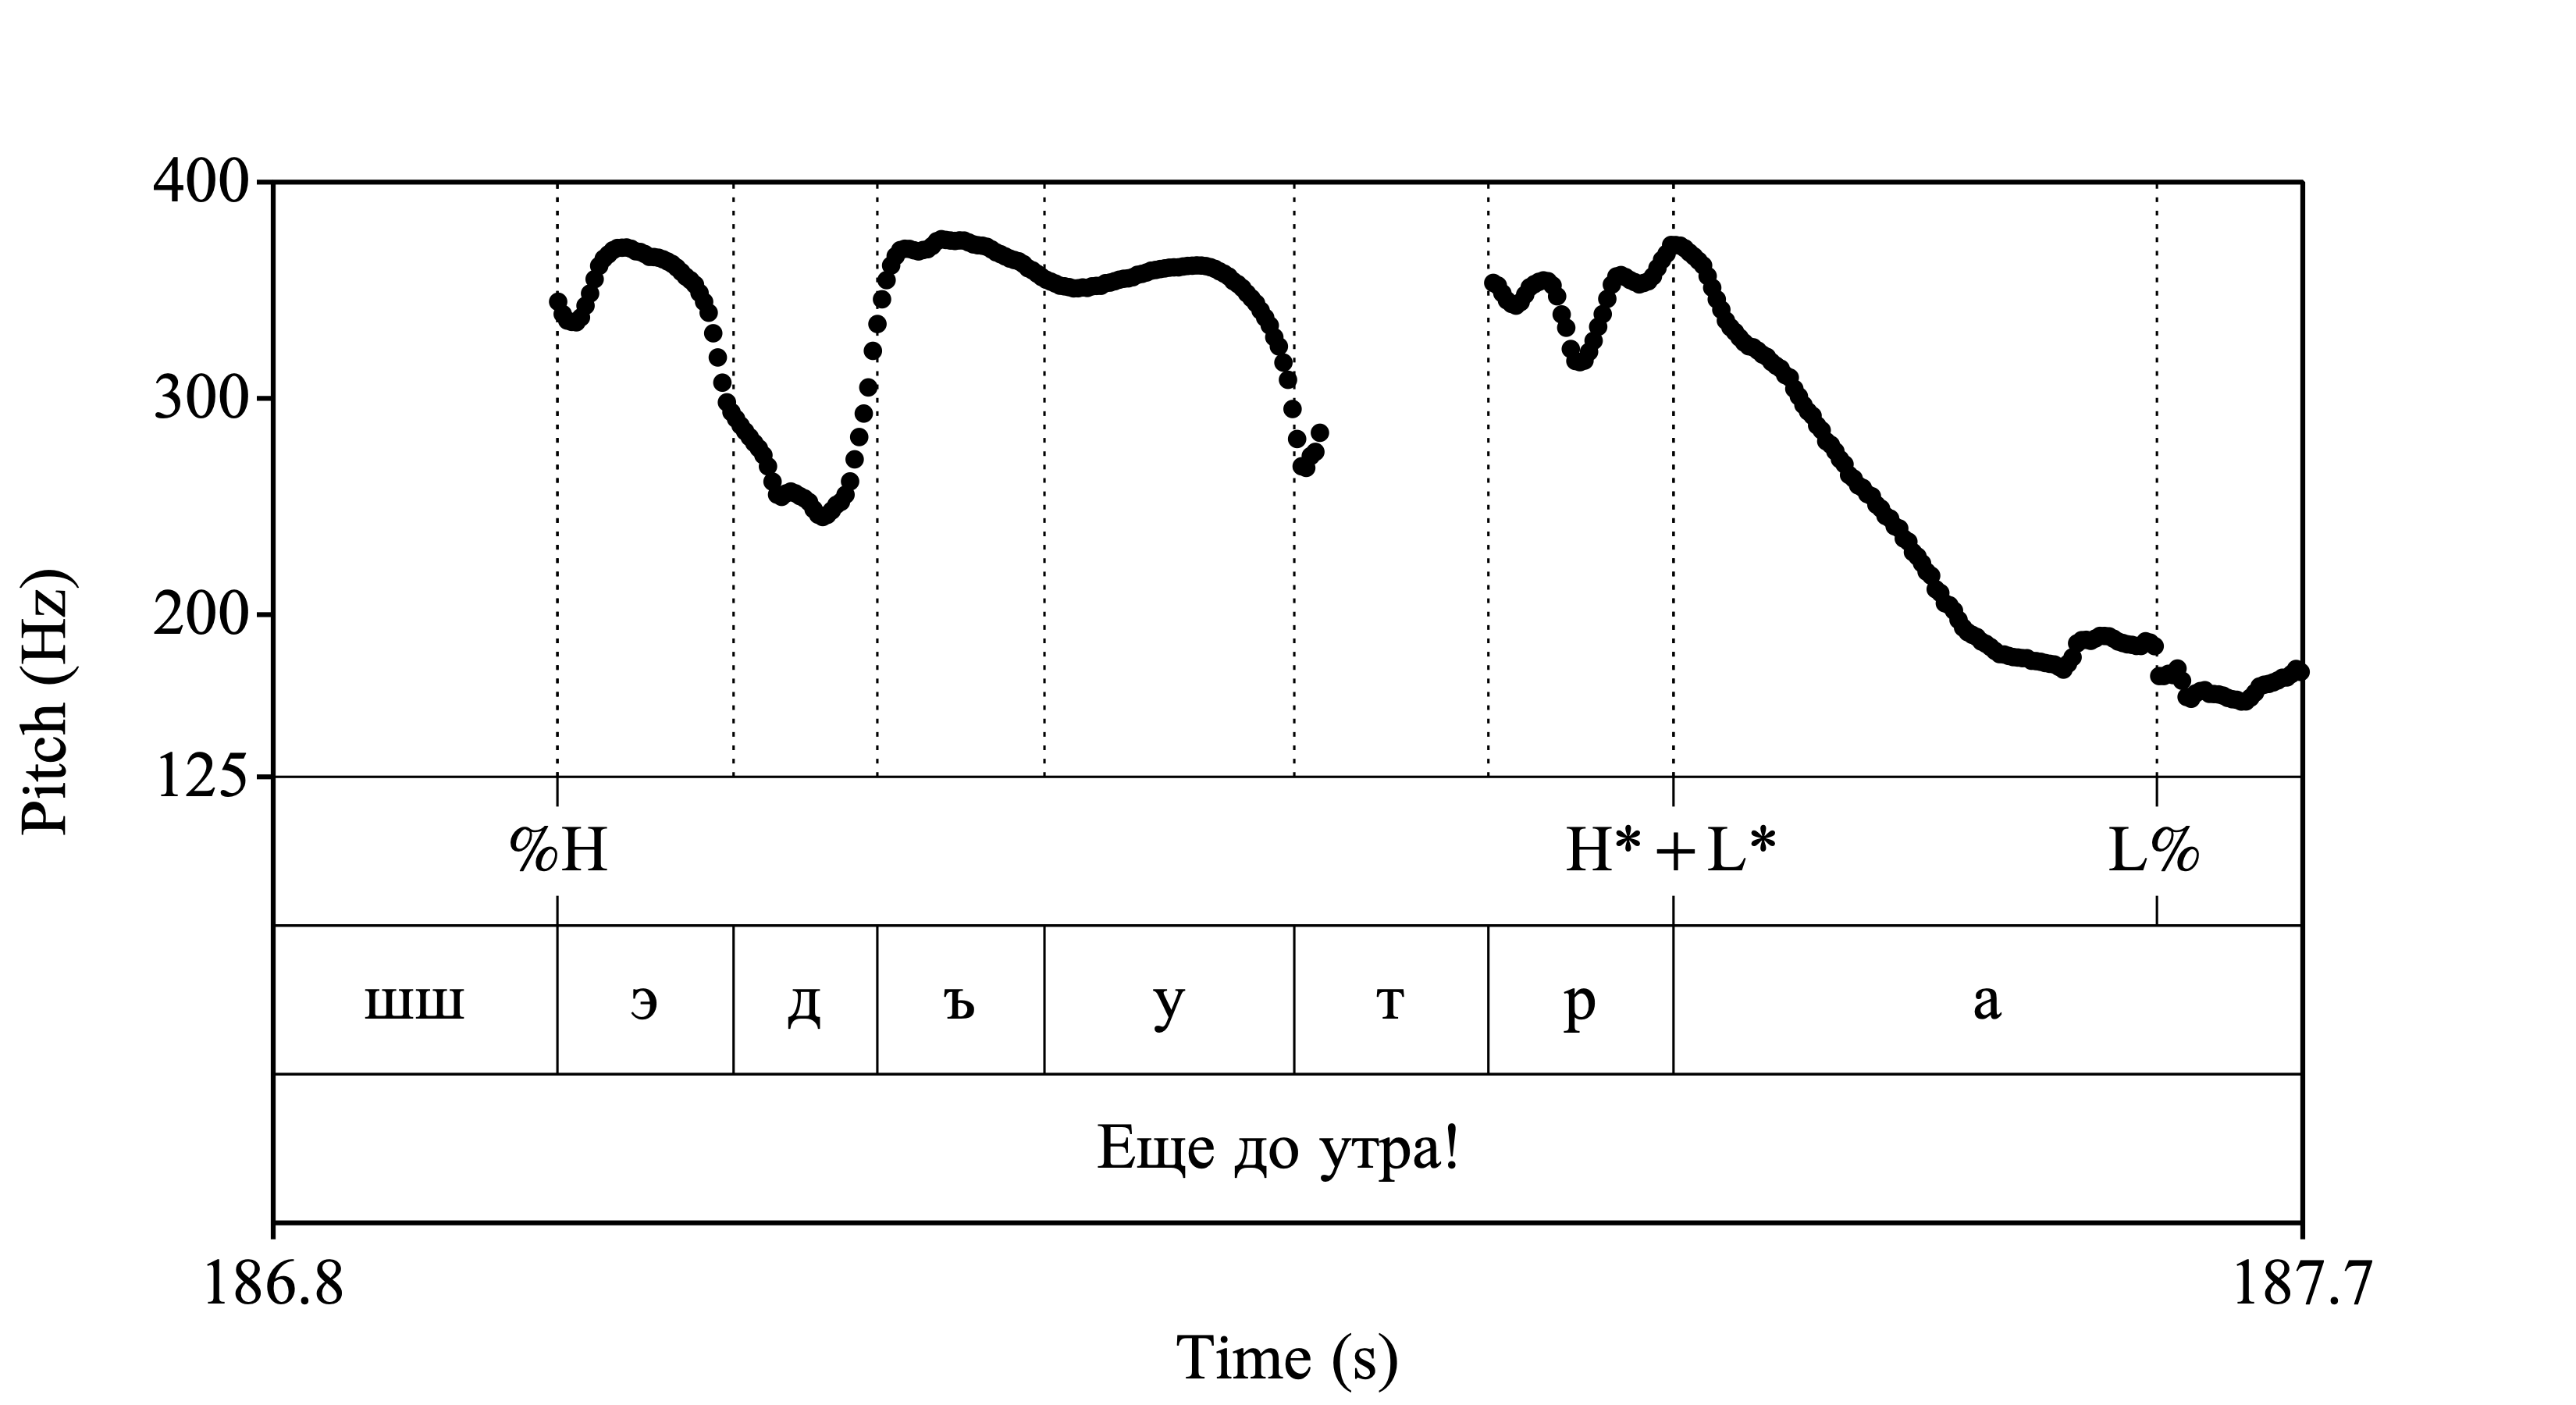 400
300
200
125
Pitch (Hz)
%H H*+L* L%
шш э д ъ у т р а
Еще до утра!
186.8 187.7
Time (s)